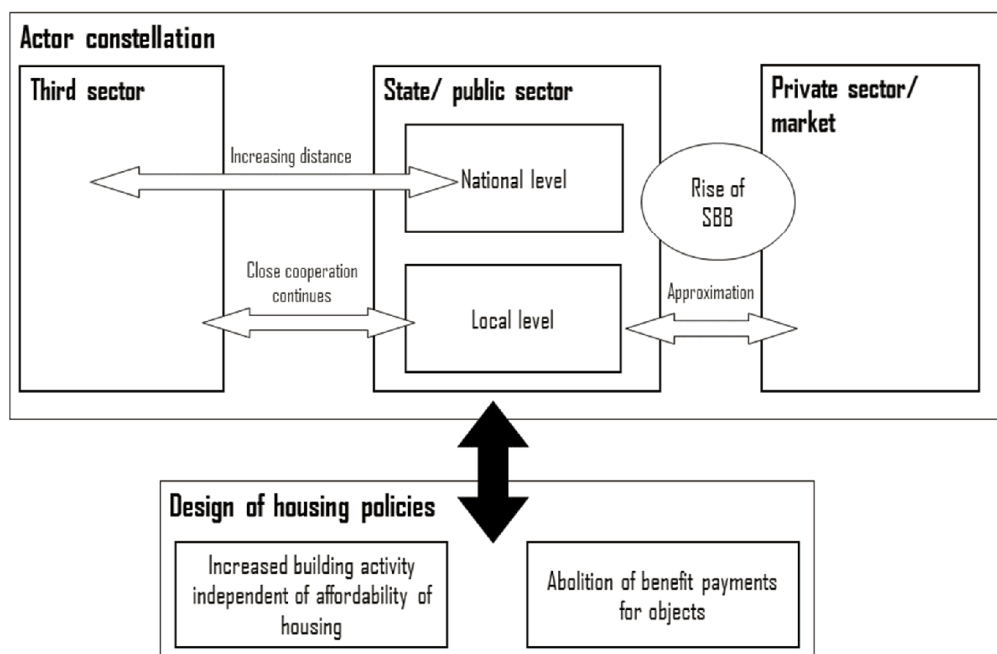 Actor constellation
Third sector
State/ public sector
Private sector/
market
Increasing distance
National level
Rise of
SBB
Close cooperation
continues
Local level
Approximation
Design of housing policies
Increased building activity
independent of affordability of
housing
Abolition of benefit payments
for objects